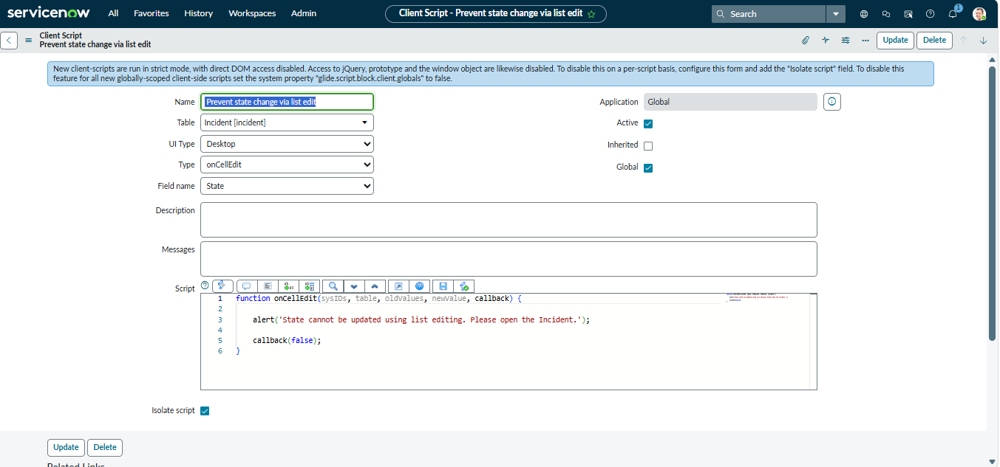 servicenow All Favorites History Workspaces Admin Client Script - Prevent state change via list edit ☆ Search 1
Client Script
Prevent state change via list edit Update Delete
New client-scripts are run in strict mode, with direct DOM access disabled. Access to jQuery, prototype and the window object are likewise disabled. To disable this on a per-script basis, configure this form and add the "Isolate script" field. To disable this
feature for all new globally-scoped client-side scripts set the system property "glide.script.block.client.globals" to false.
Name Prevent state change via list edit Application Global
Table Incident [incident] Active
UI Type Desktop Inherited
Type onCellEdit Global
Field name State
Description
Messages
Script
1 function onCellEdit(sysIDs, table, oldValues, newValue, callback) {
2
3 alert('State cannot be updated using list editing. Please open the Incident.');
4
5 callback(false);
6 }
Isolate script
Update Delete
Related Links